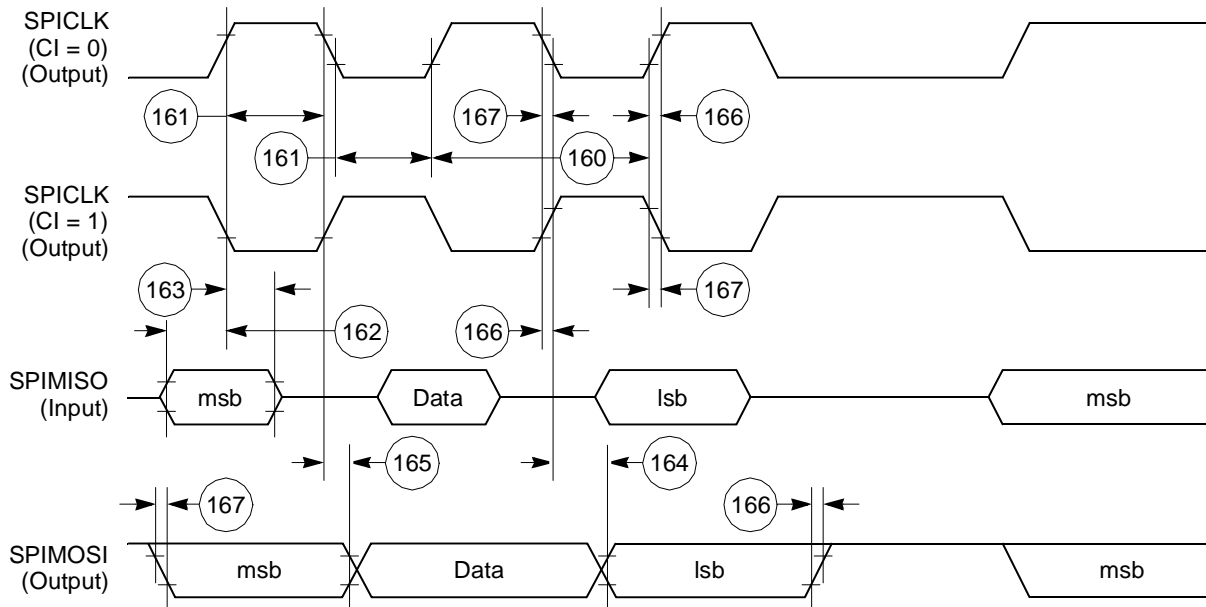 SPICLK
(CI = 0)
(Output)
161
167
166
161
160
SPICLK
(CI = 1)
(Output)
163
167
162
166
SPIMISO
(Input)
msb
Data
lsb
msb
165
164
167
166
SPIMOSI
(Output)
msb
Data
lsb
msb